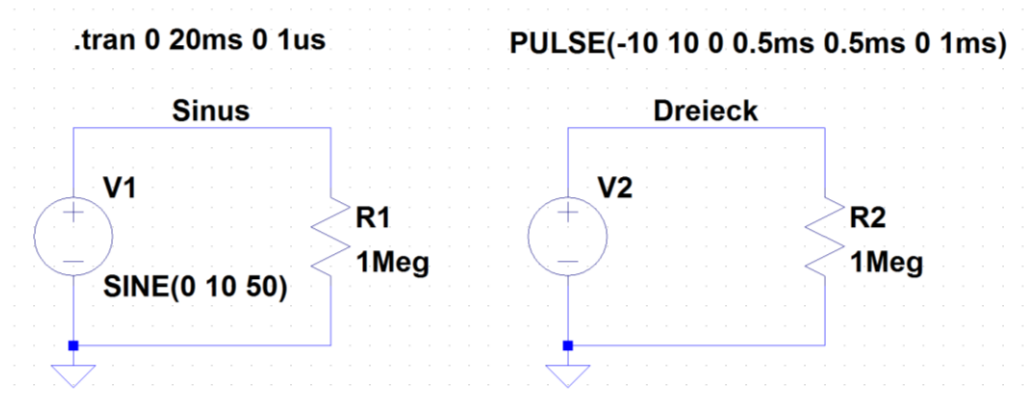 .tran 0 20ms 0 1us
PULSE(-10 10 0 0.5ms 0.5ms 0 1ms)
Sinus
Dreieck
V1
R1
1Meg
SINE(0 10 50)
V2
R2
1Meg